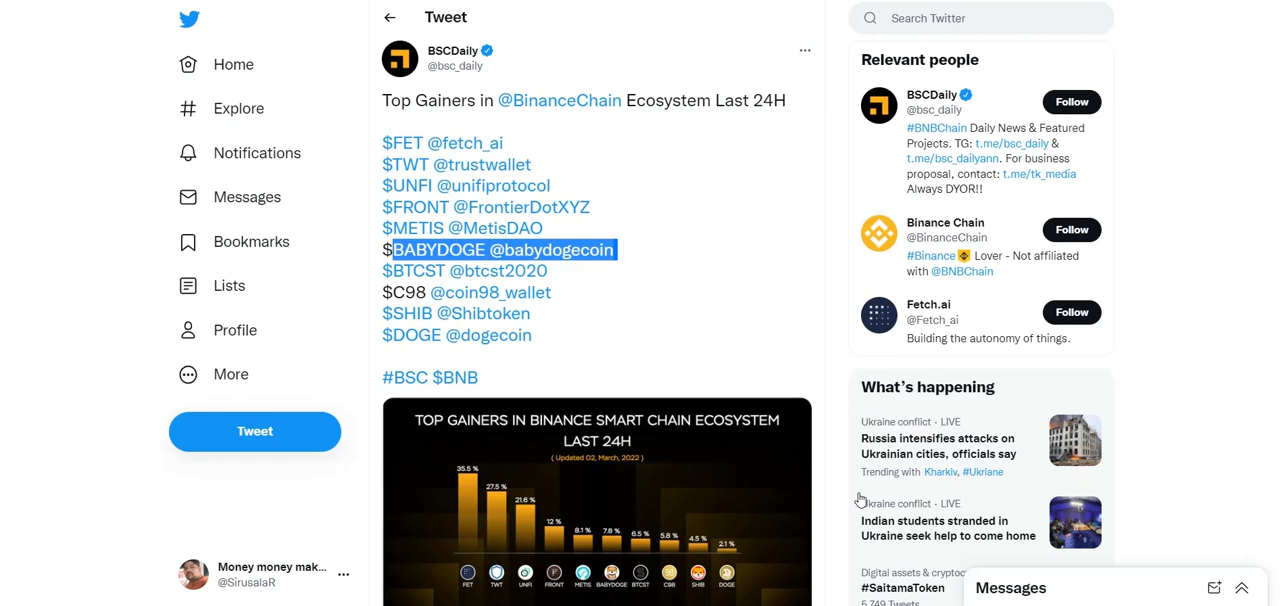 Tweet
Search Twitter
BSCDaily
@bsc_daily
Home
Explore
Notifications
Messages
Bookmarks
Lists
Profile
More
Tweet
Money money mak...
@SirusalaR
Top Gainers in @BinanceChain Ecosystem Last 24H
$FET @fetch_ai
$TWT @trustwallet
$UNFI @unifiprotocol
$FRONT @FrontierDotXYZ
$METIS @MetisDAO
$BABYDOGE @babydogecoin
$BTCST @btcst2020
$C98 @coin98_wallet
$SHIB @Shibtoken
$DOGE @dogecoin
#BSC $BNB
TOP GAINERS IN BINANCE SMART CHAIN ECOSYSTEM
LAST 24H
( Updated 02, March, 2022 )
35.5 %
27.5 %
21.6 %
12 %
8.1 %
7.8 %
6.5 %
5.8 %
4.5 %
2.1 %
FET TWT UNFI FRONT METIS BABYDOGE BTCST C98 SHIB DOGE
Relevant people
BSCDaily
@bsc_daily
Follow
#BNBChain Daily News & Featured
Projects. TG: t.me/bsc_daily &
t.me/bsc_dailyann. For business
proposal, contact: t.me/tk_media
Always DYOR!!
Binance Chain
@BinanceChain
Follow
#Binance Lover - Not affiliated
with @BNBChain
Fetch.ai
@Fetch_ai
Follow
Building the autonomy of things.
What's happening
Ukraine conflict · LIVE
Russia intensifies attacks on
Ukrainian cities, officials say
Trending with Kharkiv, #Ukriane
Ukraine conflict · LIVE
Indian students stranded in
Ukraine seek help to come home
Digital assets & cryptoc
#SaitamaToken
5,749 Tweets
Messages